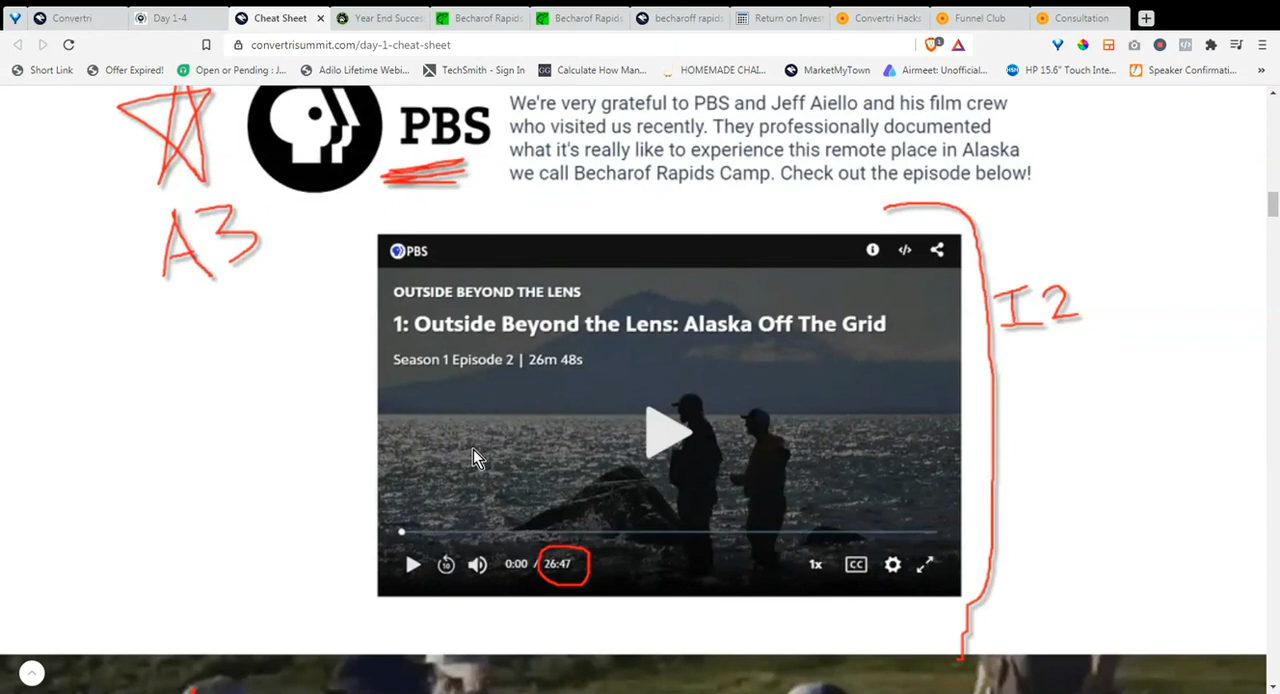 Convertri
Day 1-4
Cheat Sheet
Year End Succes
Becharof Rapids
Becharof Rapids
becharoff rapids
Return on Invest
Convertri Hacks
Funnel Club
Consultation
convertrisummit.com/day-1-cheat-sheet
1
Short Link
Offer Expired!
Open or Pending : J...
Adilo Lifetime Webi...
TechSmith - Sign In
Calculate How Man...
HOMEMADE CHAI...
MarketMyTown
Airmeet: Unofficial...
HP 15.6" Touch Inte...
Speaker Confirmati...
PBS
We're very grateful to PBS and Jeff Aiello and his film crew
who visited us recently. They professionally documented
what it's really like to experience this remote place in Alaska
we call Becharof Rapids Camp. Check out the episode below!
A3
PBS
OUTSIDE BEYOND THE LENS
1: Outside Beyond the Lens: Alaska Off The Grid
Season 1 Episode 2 | 26m 48s
I2
10
0:00 / 26:47
1x
CC